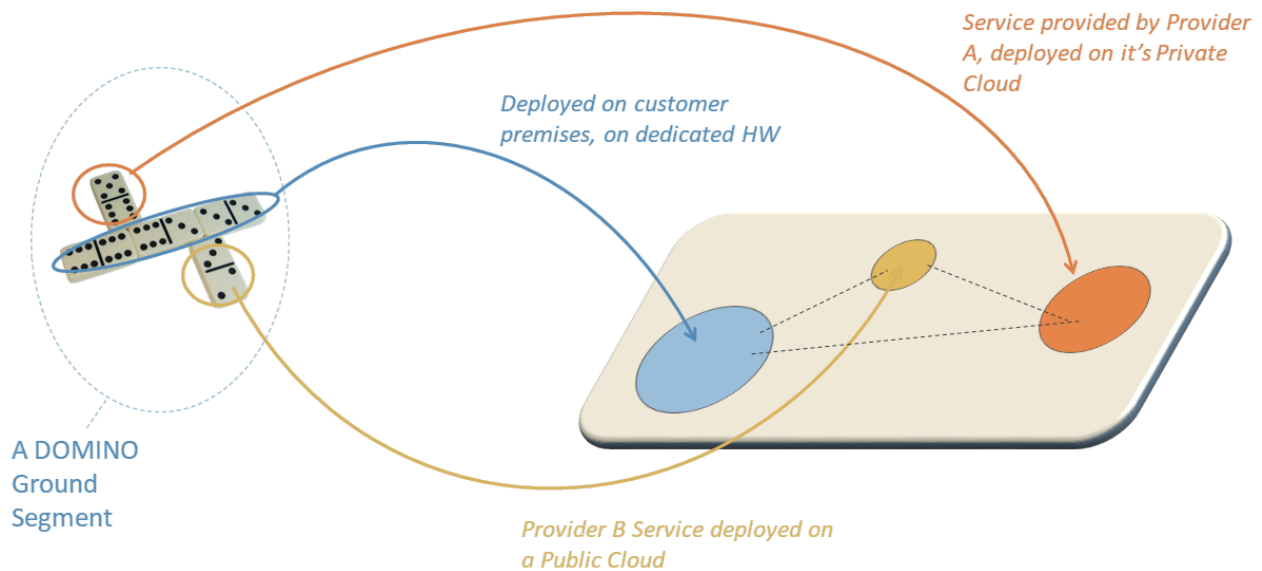 Service provided by Provider
A, deployed on it's Private
Cloud
Deployed on customer
premises, on dedicated HW
A DOMINO
Ground
Segment
Provider B Service deployed on
a Public Cloud